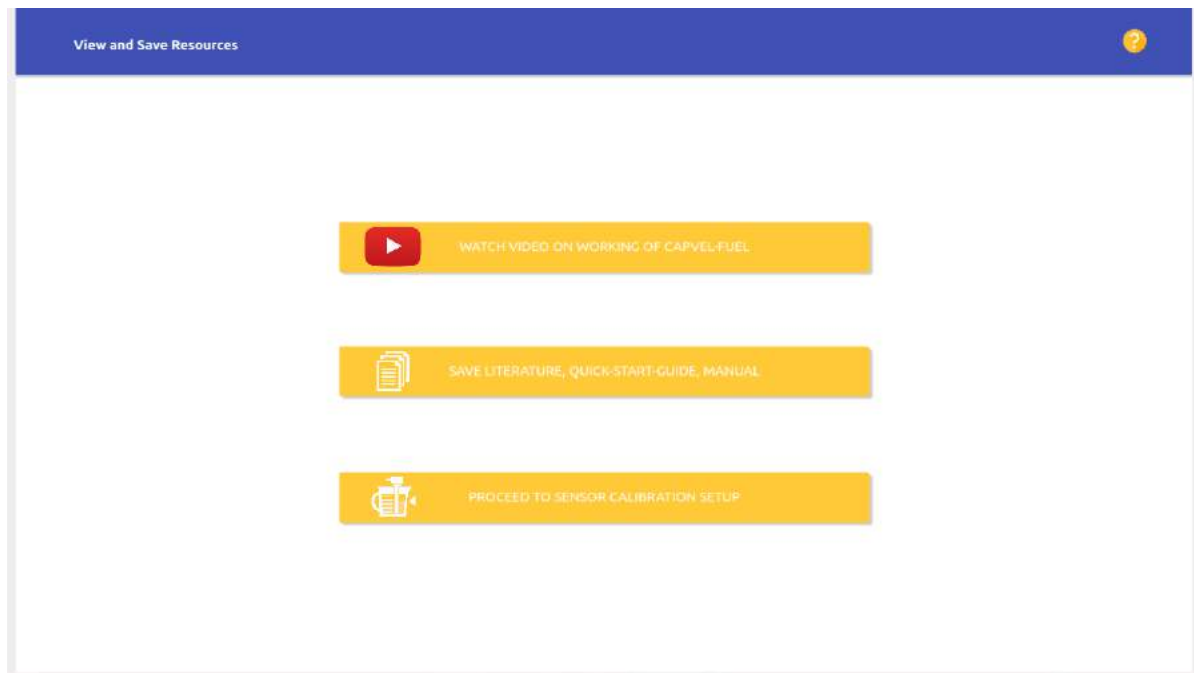 View and Save Resources
?
WATCH VIDEO ON WORKING OF CAPVEL-FUEL
SAVE LITERATURE, QUICK-START-GUIDE, MANUAL
PROCEED TO SENSOR CALIBRATION SETUP